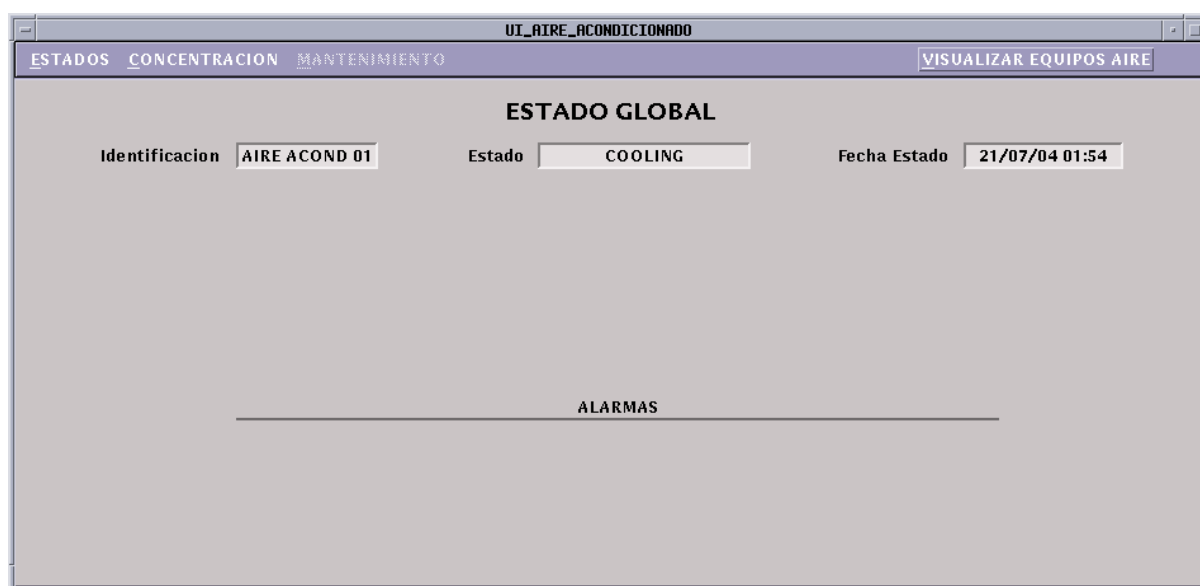 UI_AIRE_ACONDICIONADO
ESTADOS CONCENTRACION MANTENIMIENTO VISUALIZAR EQUIPOS AIRE
ESTADO GLOBAL
Identificacion AIRE ACOND 01 Estado COOLING Fecha Estado 21/07/04 01:54
ALARMAS